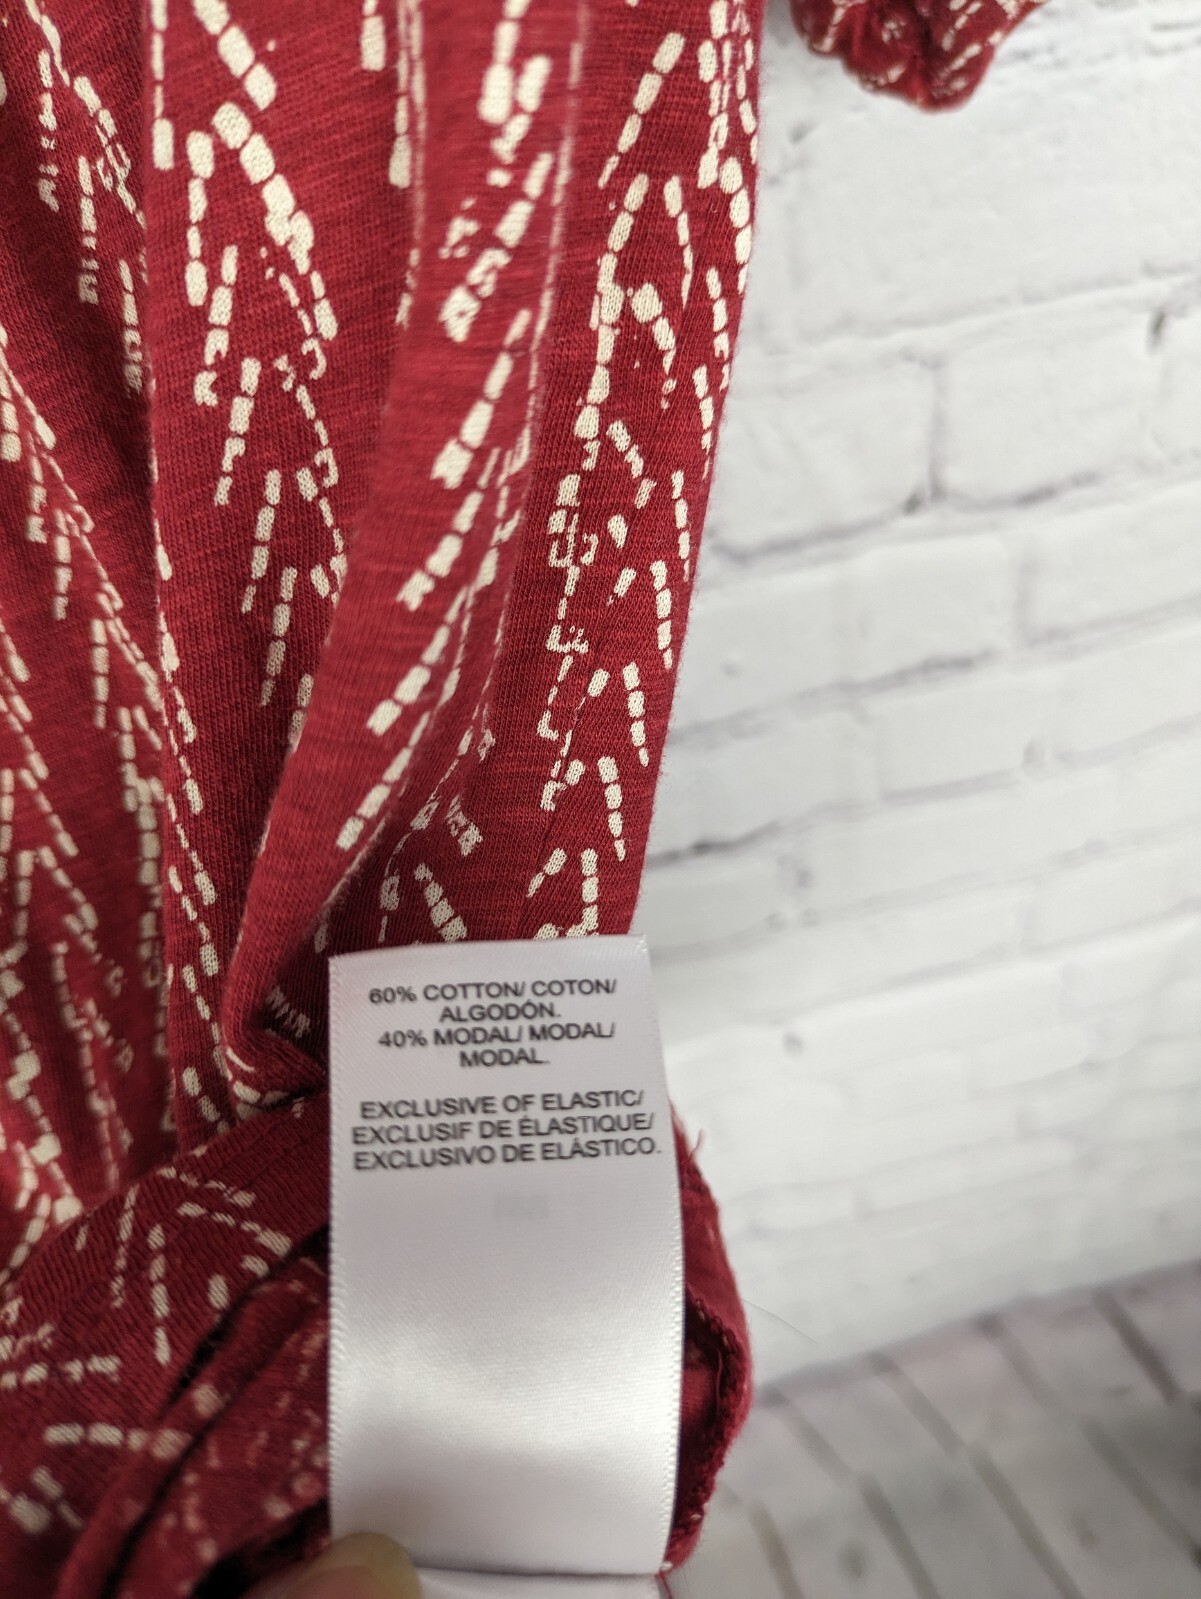 60% COTTON/ COTON/
ALGODÓN.
40% MODAL/ MODAL/
MODAL.
EXCLUSIVE OF ELASTIC/
EXCLUSIF DE ÉLASTIQUE/
EXCLUSIVO DE ELÁSTICO.